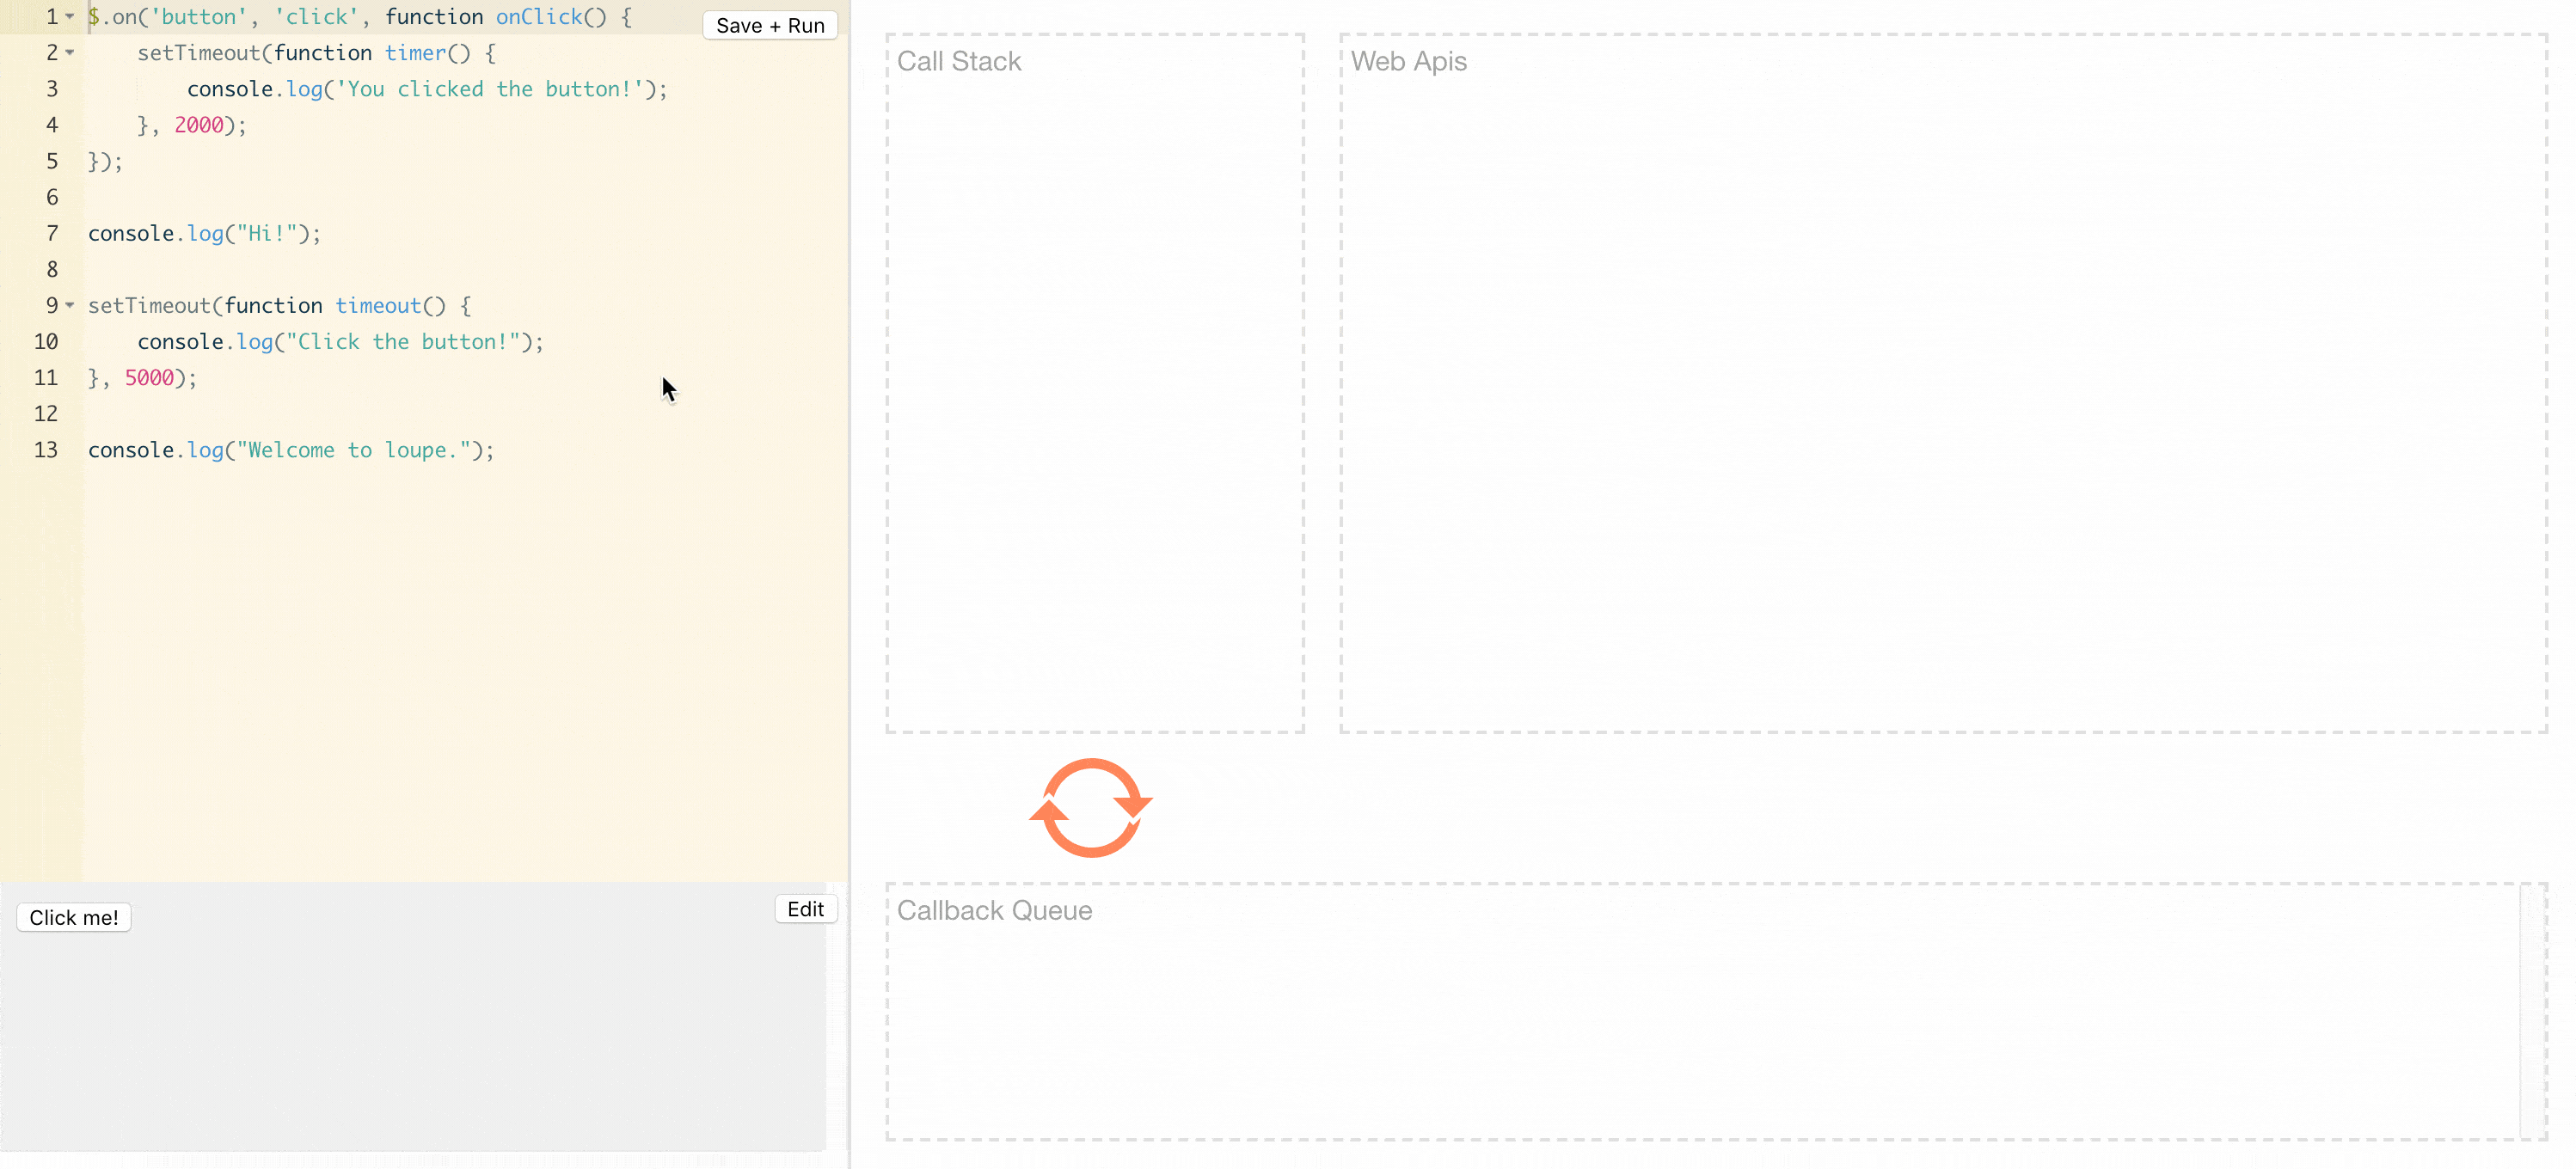 1 $.on('button', 'click', function onClick() {
Save + Run
2     setTimeout(function timer() {
3         console.log('You clicked the button!');
4     }, 2000);
5 });
6
7 console.log("Hi!");
8
9 setTimeout(function timeout() {
10     console.log("Click the button!");
11 }, 5000);
12
13 console.log("Welcome to loupe.");
Click me!
Edit
Call Stack
Web Apis
Callback Queue